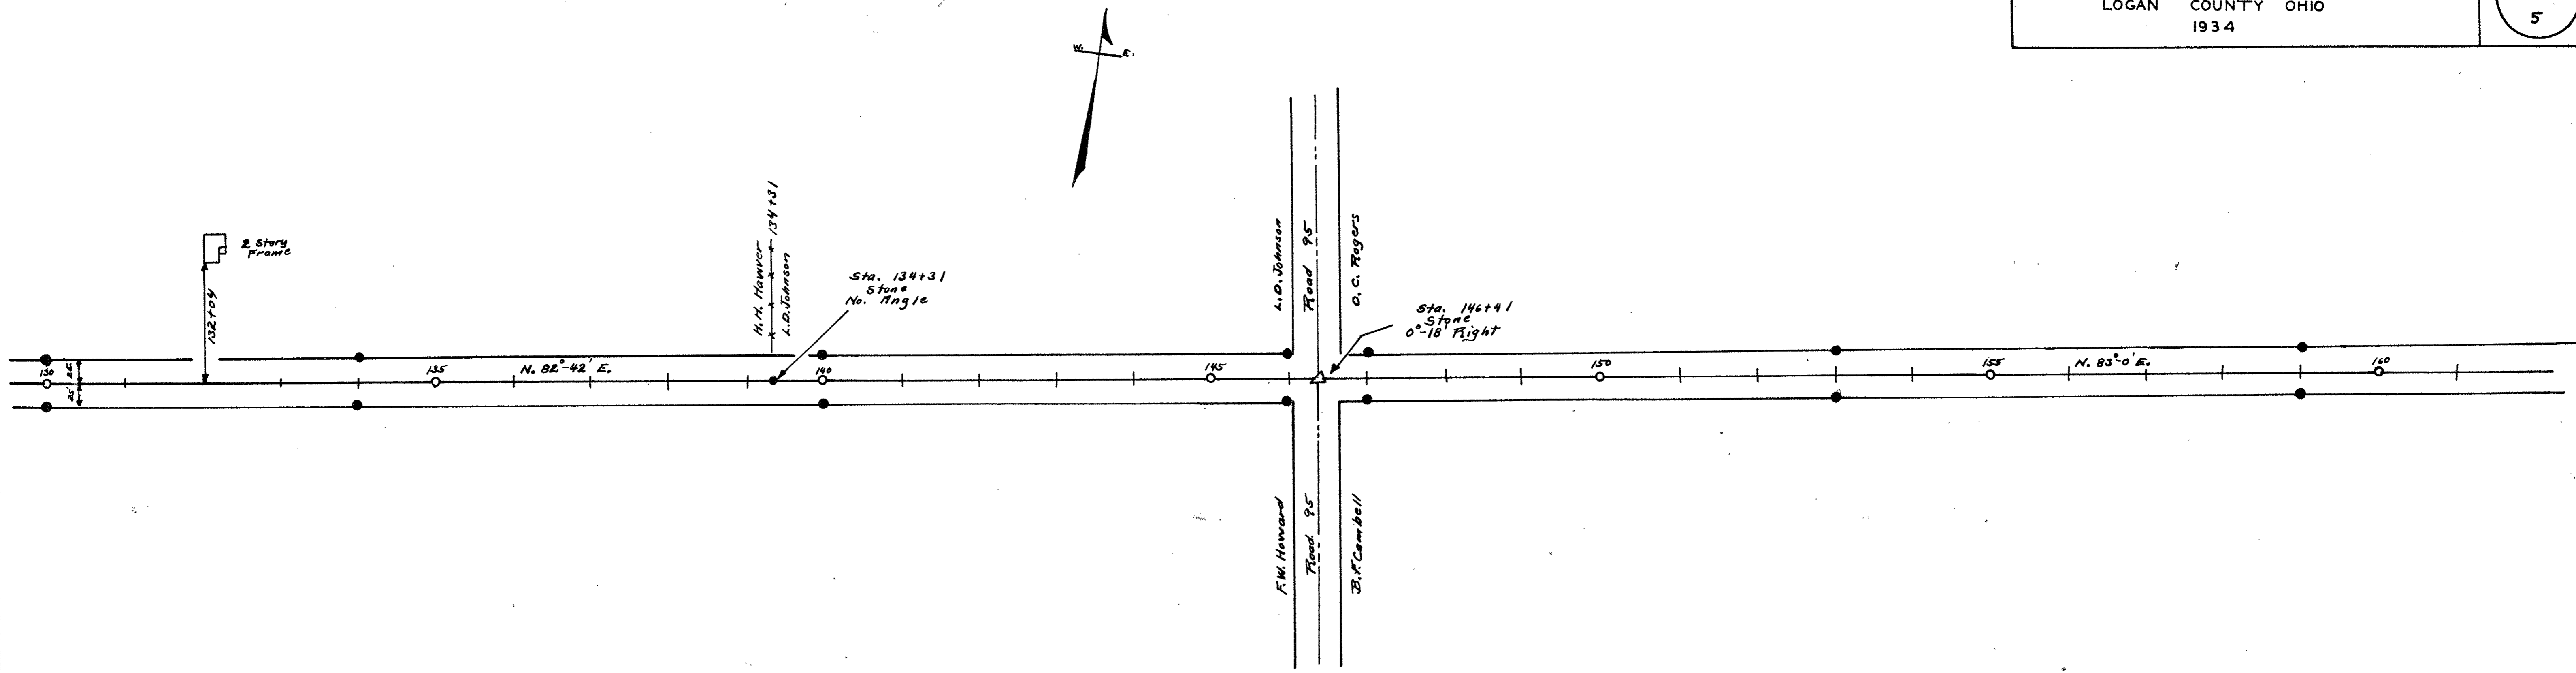 LOGAN COUNTY OHIO
1934
5
W. E.
2 Story
Frame
132+04
H. H. Hawver
134+31
L.D. Johnson
Sta. 134+31
Stone
No. Angle
L.D. Johnson
Road 95
O. C. Rogers
Sta. 146+41
Stone
0°-18' Right
130
25'
25'
135
N. 82°-42' E.
140
145
150
155
N. 83°-0' E.
160
F.W. Howard
Road 95
B.F. Cambell